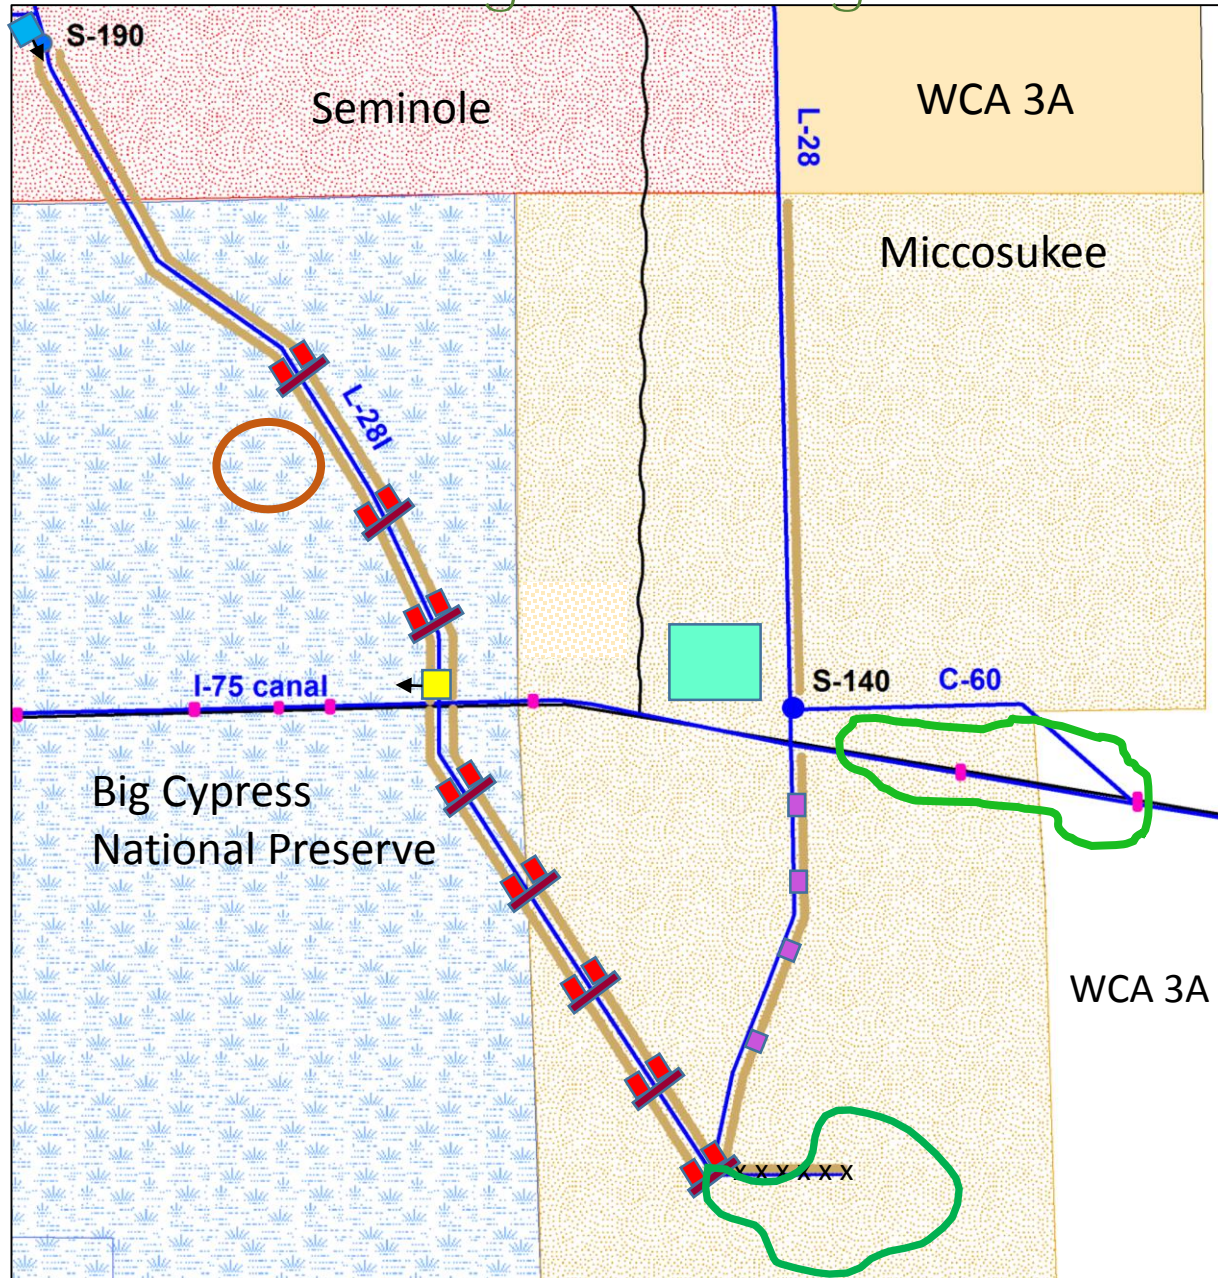 S-190
Seminole
WCA 3A
L-28
Miccosukee
L-28I
S-140
C-60
I-75 canal
Big Cypress
National Preserve
WCA 3A
x x x x x x